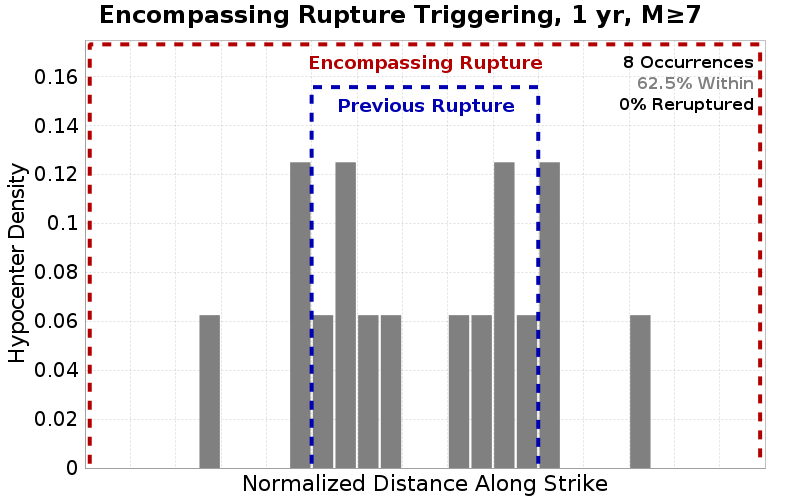 Encompassing Rupture Triggering, 1 yr, M≥7
Encompassing Rupture
8 Occurrences
62.5% Within
0% Reruptured
Previous Rupture
Hypocenter Density
0.16
0.14
0.12
0.1
0.08
0.06
0.04
0.02
0
Normalized Distance Along Strike